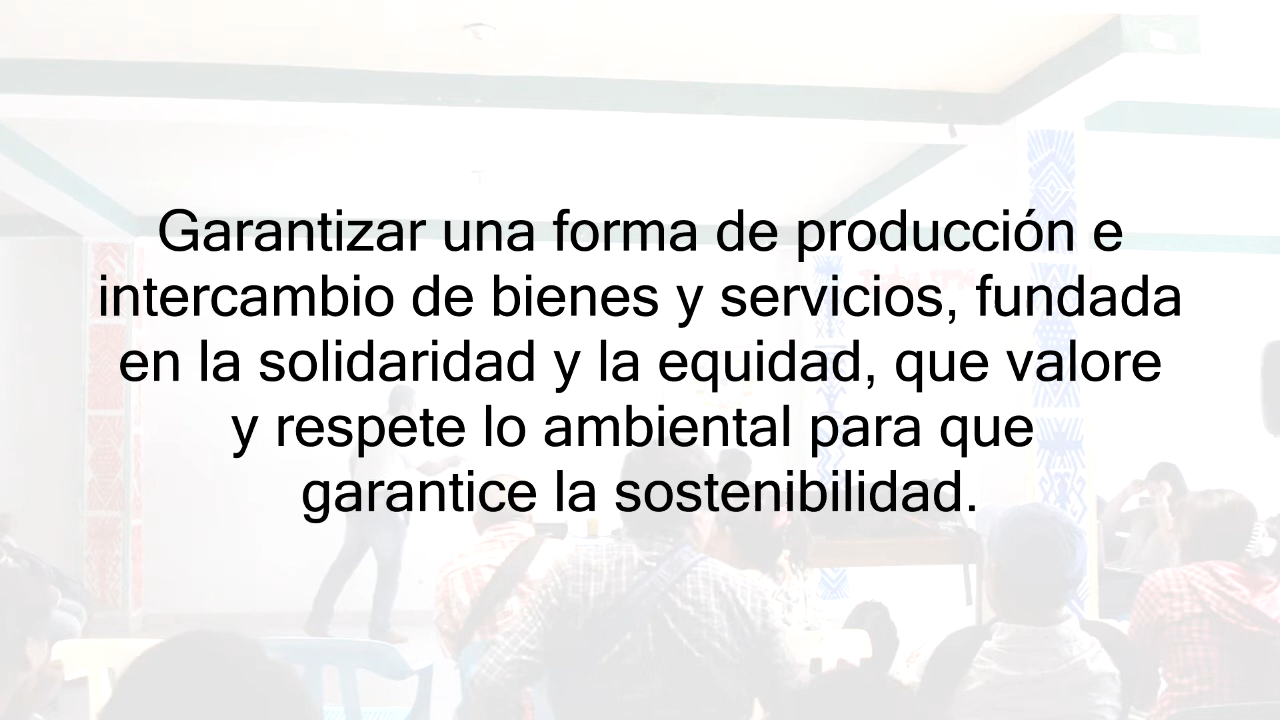 Garantizar una forma de producción e
intercambio de bienes y servicios, fundada
en la solidaridad y la equidad, que valore
y respete lo ambiental para que
garantice la sostenibilidad.